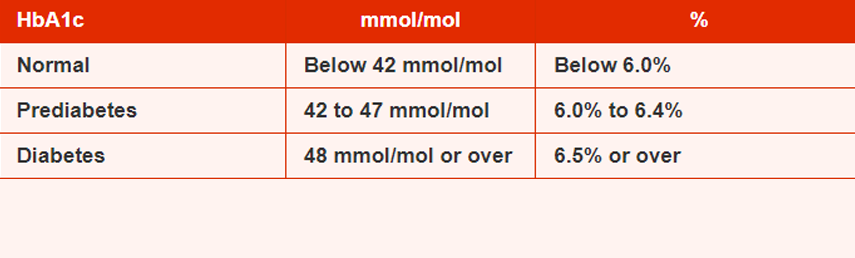 HbA1c mmol/mol %
Normal Below 42 mmol/mol Below 6.0%
Prediabetes 42 to 47 mmol/mol 6.0% to 6.4%
Diabetes 48 mmol/mol or over 6.5% or over